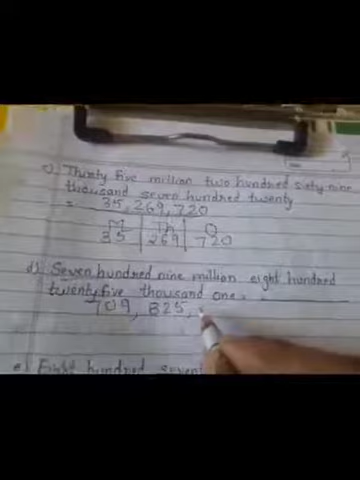 c) Thirty five million two hundred sixty nine
thousand seven hundred twenty
= 35,269,720
M Th O
35 269 720
d) Seven hundred nine million eight hundred
twenty five thousand one =
709, 825,
e) Eight hundred